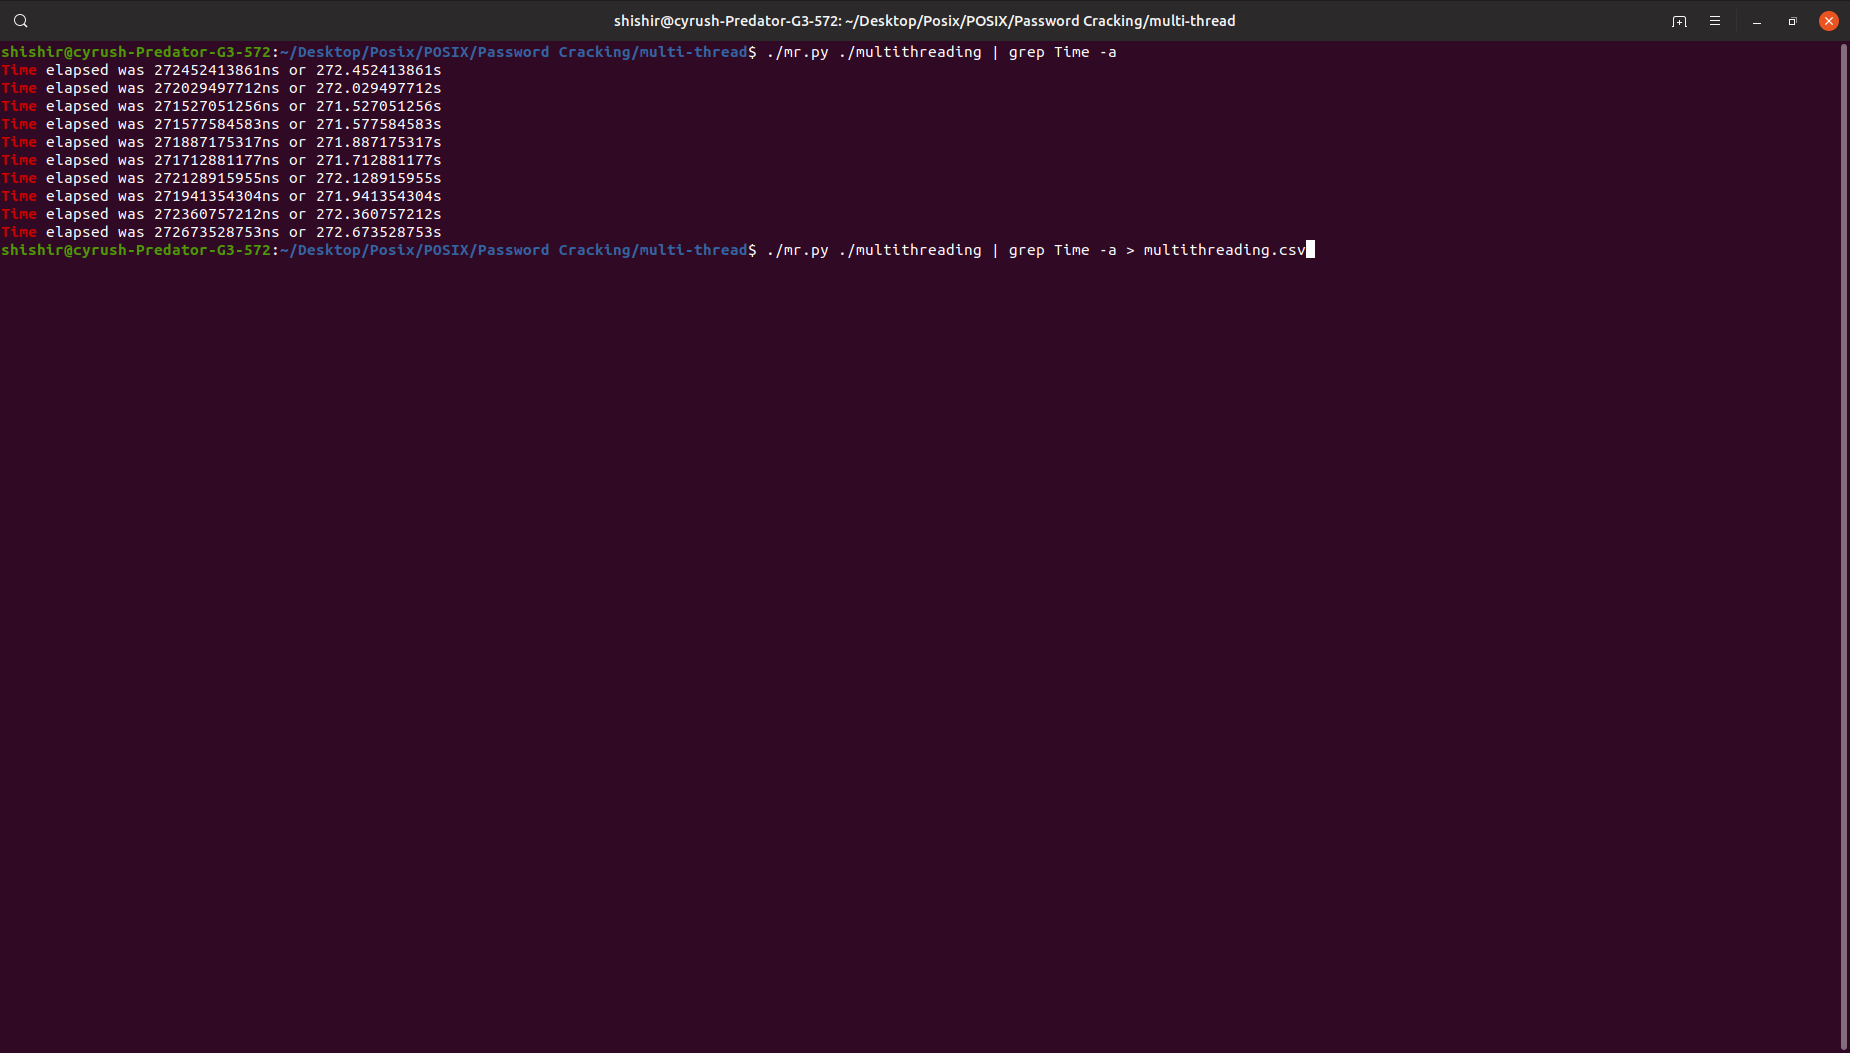 shishir@cyrush-Predator-G3-572: ~/Desktop/Posix/POSIX/Password Cracking/multi-thread
shishir@cyrush-Predator-G3-572:~/Desktop/Posix/POSIX/Password Cracking/multi-thread$ ./mr.py ./multithreading | grep Time -a
Time elapsed was 272452413861ns or 272.452413861s
Time elapsed was 272029497712ns or 272.029497712s
Time elapsed was 271527051256ns or 271.527051256s
Time elapsed was 271577584583ns or 271.577584583s
Time elapsed was 271887175317ns or 271.887175317s
Time elapsed was 271712881177ns or 271.712881177s
Time elapsed was 272128915955ns or 272.128915955s
Time elapsed was 271941354304ns or 271.941354304s
Time elapsed was 272360757212ns or 272.360757212s
Time elapsed was 272673528753ns or 272.673528753s
shishir@cyrush-Predator-G3-572:~/Desktop/Posix/POSIX/Password Cracking/multi-thread$ ./mr.py ./multithreading | grep Time -a > multithreading.csv